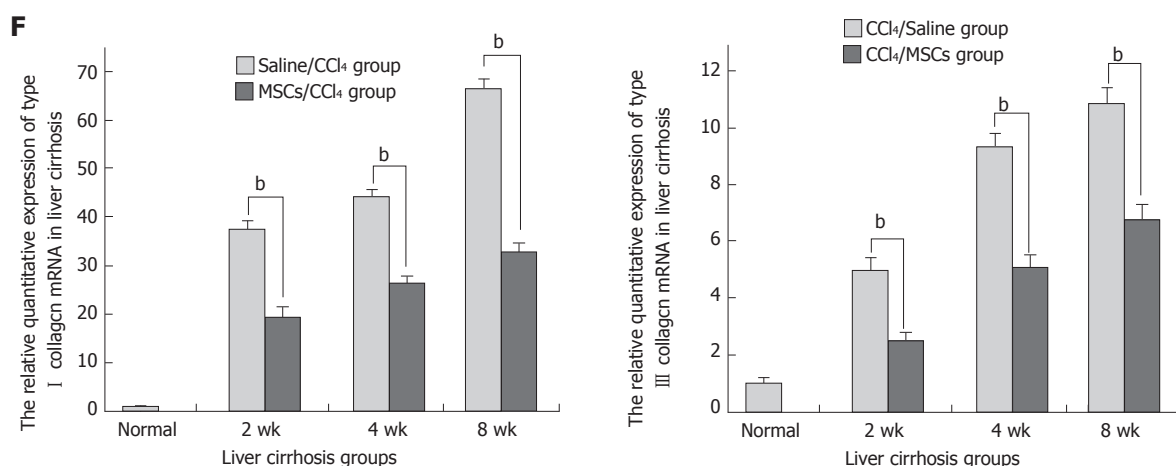 F
The relative quantitative expression of type
Ⅰ collagcn mRNA in liver cirrhosis
70
60
50
40
30
20
10
0
Saline/CCl₄ group
MSCs/CCl₄ group
b
b
b
Normal
2 wk
4 wk
8 wk
Liver cirrhosis groups
The relative quantitative expression of type
Ⅲ collagcn mRNA in liver cirrhosis
12
10
8
6
4
2
0
CCl₄/Saline group
CCl₄/MSCs group
b
b
b
Normal
2 wk
4 wk
8 wk
Liver cirrhosis groups